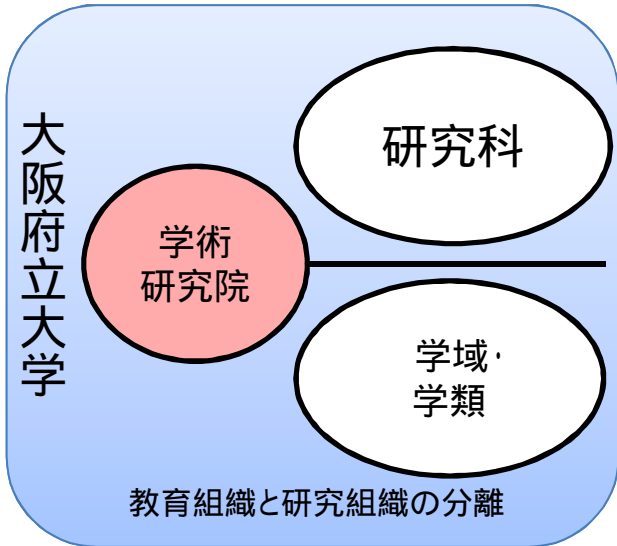 大阪府立大学
研究科
学術
研究院
学域・
学類
教育組織と研究組織の分離